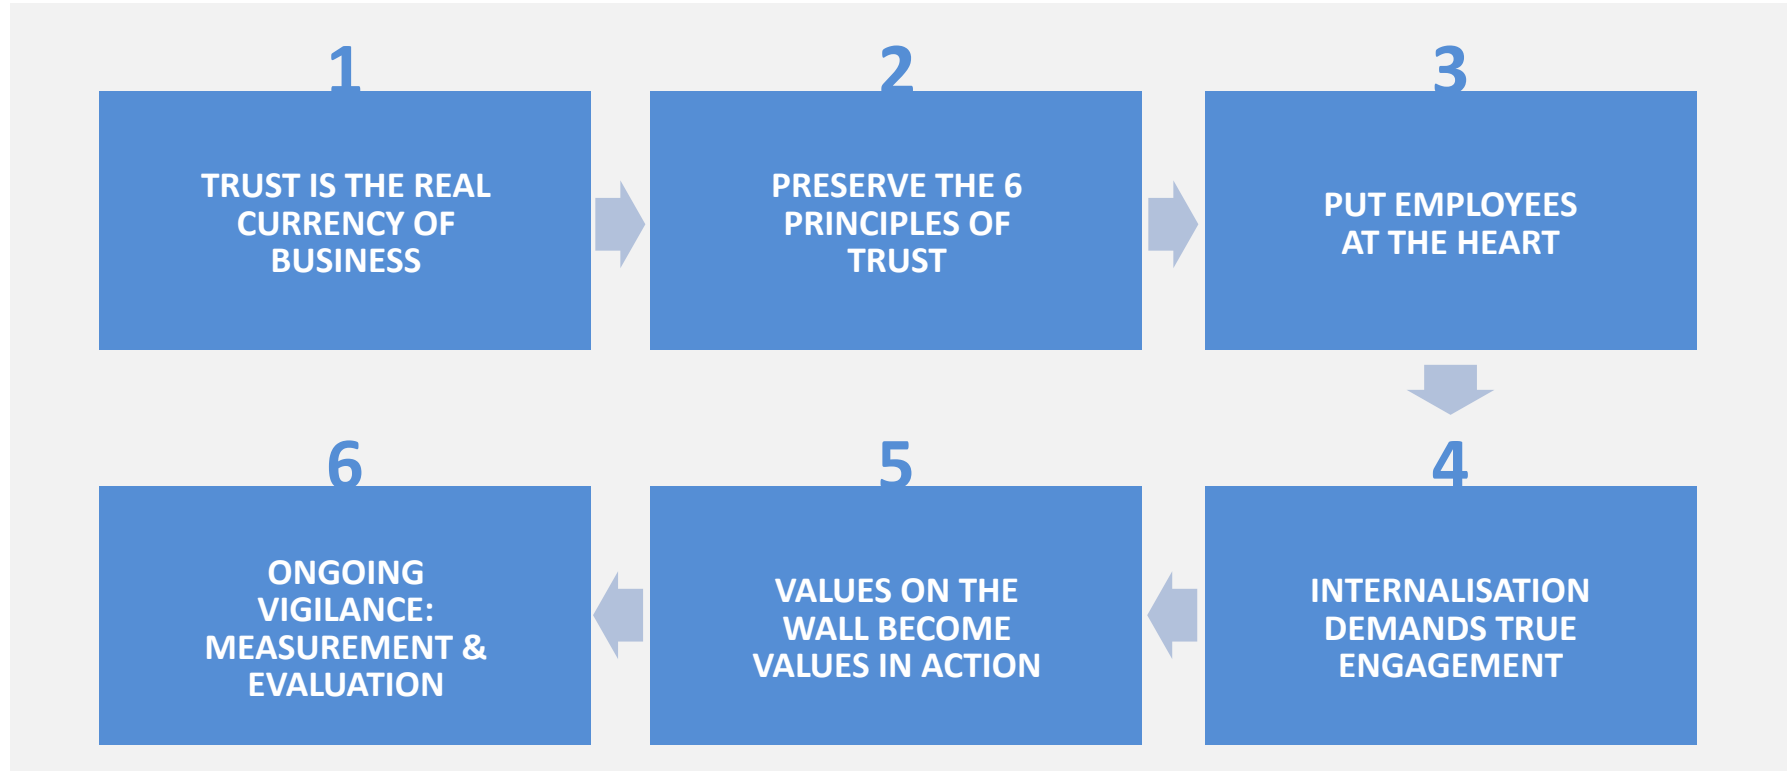 1
TRUST IS THE REAL
CURRENCY OF
BUSINESS
2
PRESERVE THE 6
PRINCIPLES OF
TRUST
3
PUT EMPLOYEES
AT THE HEART
4
INTERNALISATION
DEMANDS TRUE
ENGAGEMENT
5
VALUES ON THE
WALL BECOME
VALUES IN ACTION
6
ONGOING
VIGILANCE:
MEASUREMENT &
EVALUATION